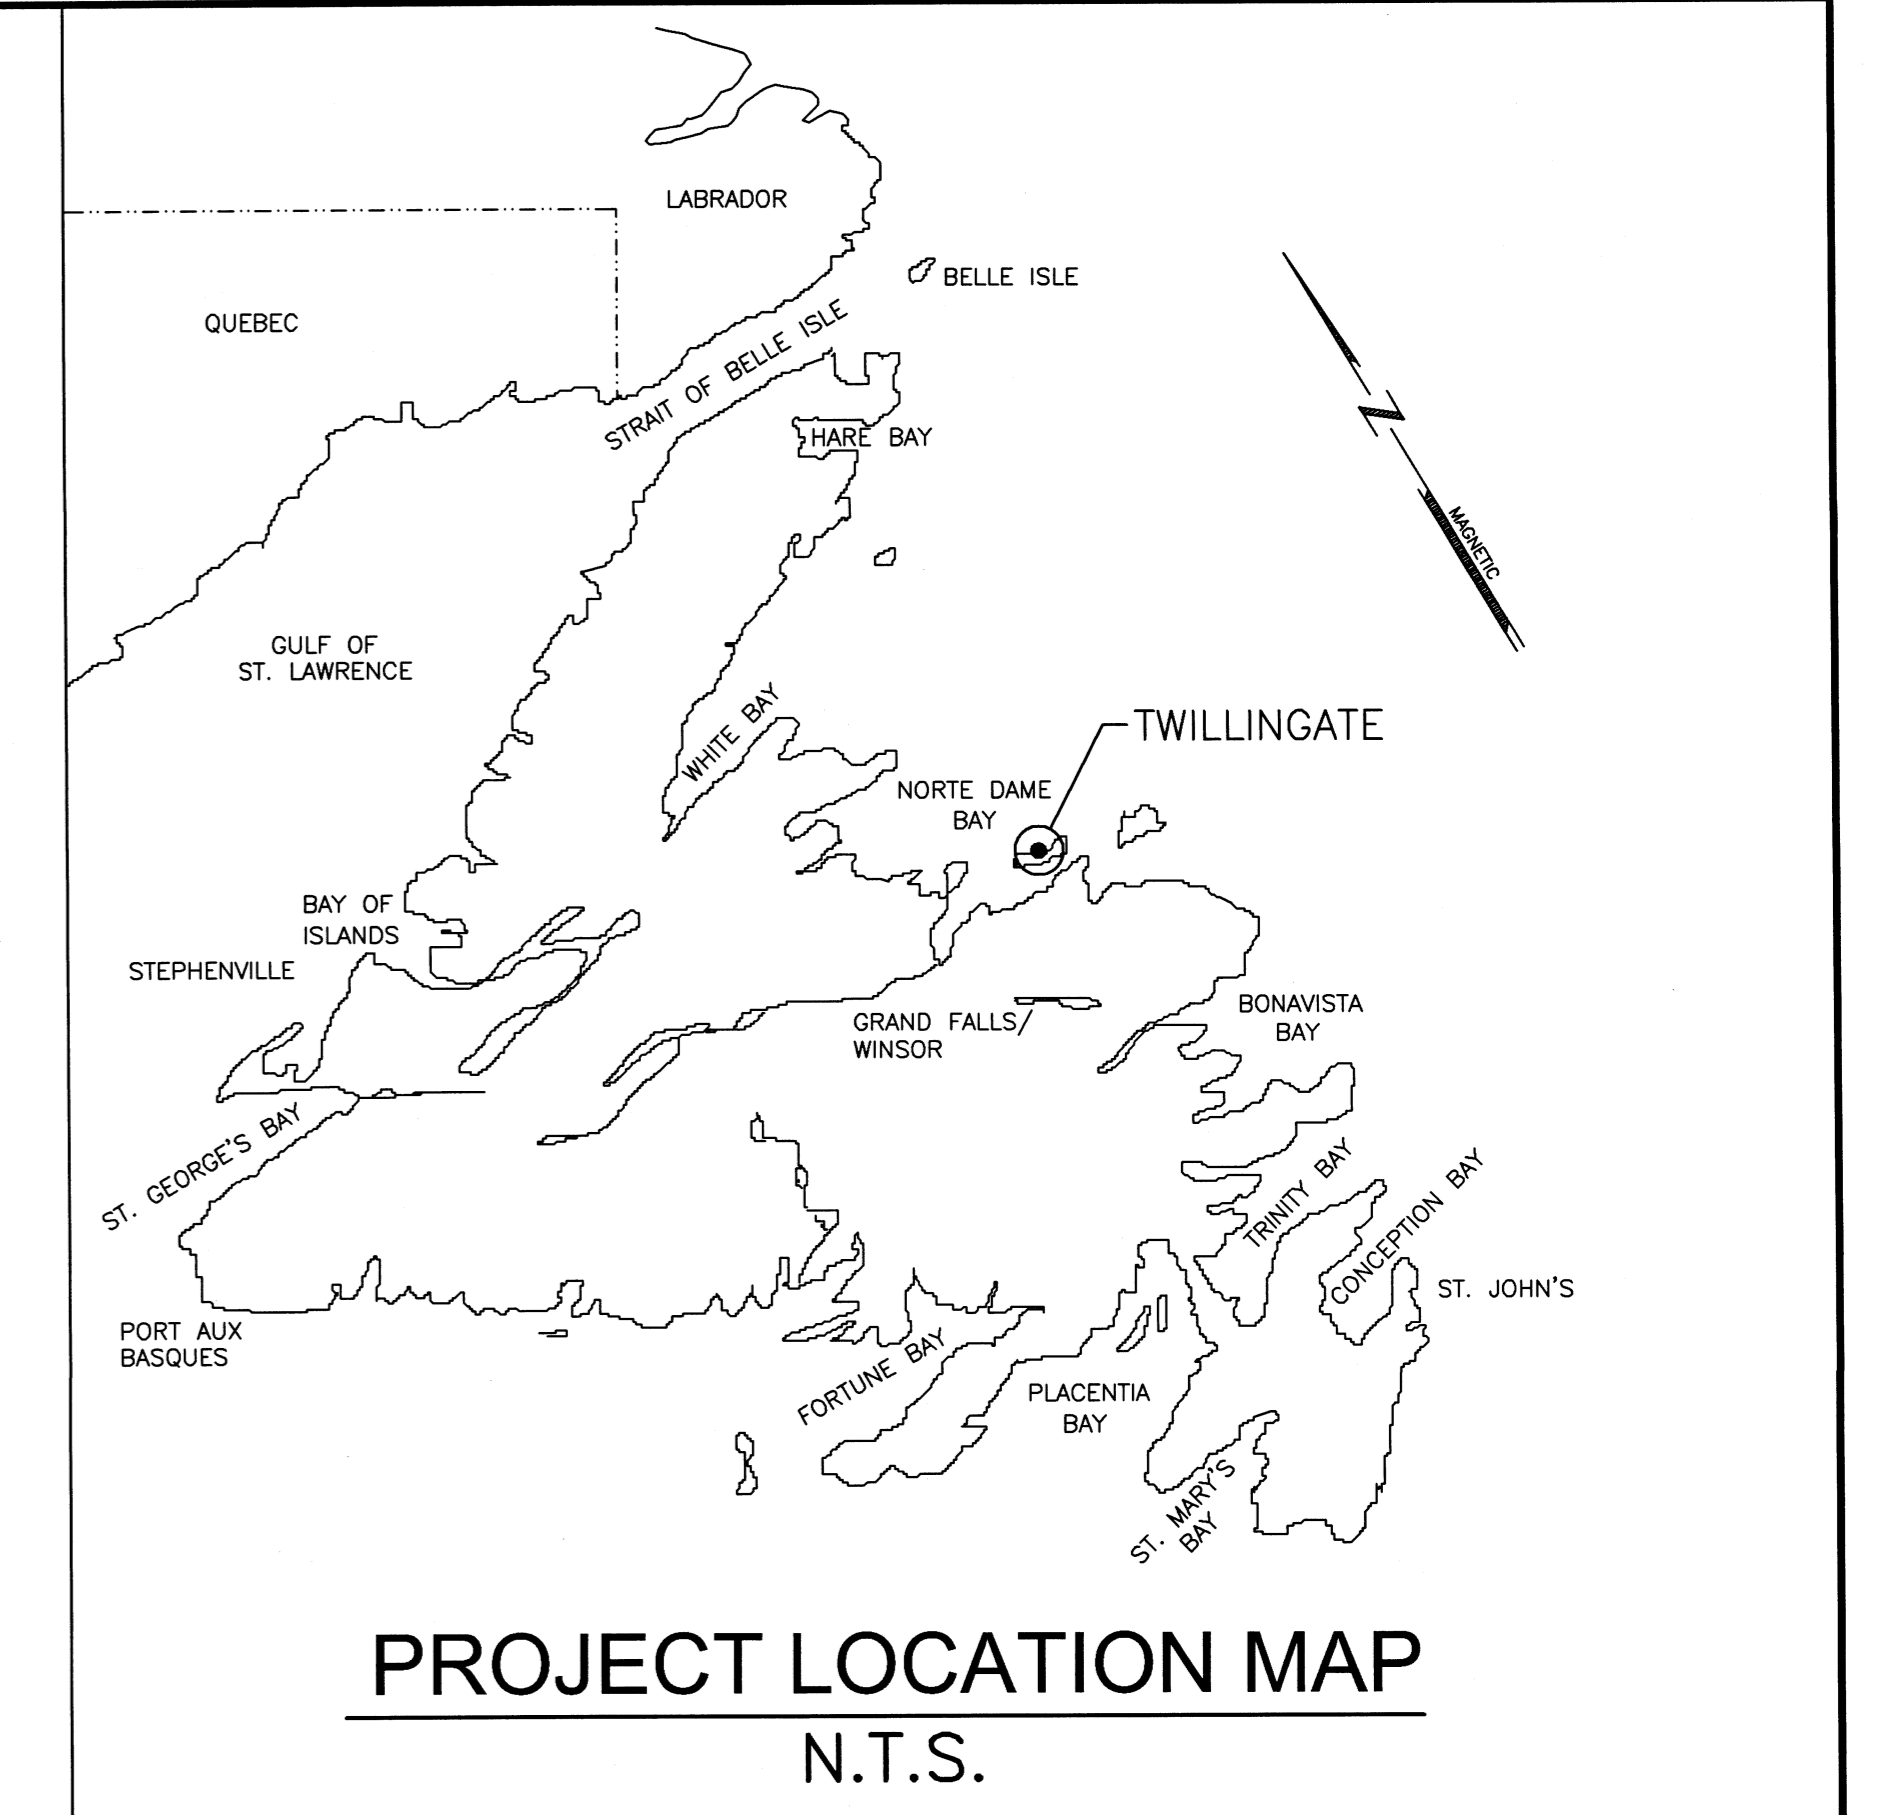 LABRADOR
BELLE ISLE
QUEBEC
STRAIT OF BELLE ISLE
HARE BAY
N
MAGNETIC
GULF OF
ST. LAWRENCE
WHITE BAY
TWILLINGATE
NORTE DAME
BAY
BAY OF
ISLANDS
STEPHENVILLE
GRAND FALLS/
WINSOR
BONAVISTA
BAY
ST. GEORGE'S BAY
TRINITY BAY
CONCEPTION BAY
ST. JOHN'S
PORT AUX
BASQUES
FORTUNE BAY
PLACENTIA
BAY
ST. MARY'S
BAY
PROJECT LOCATION MAP
N.T.S.